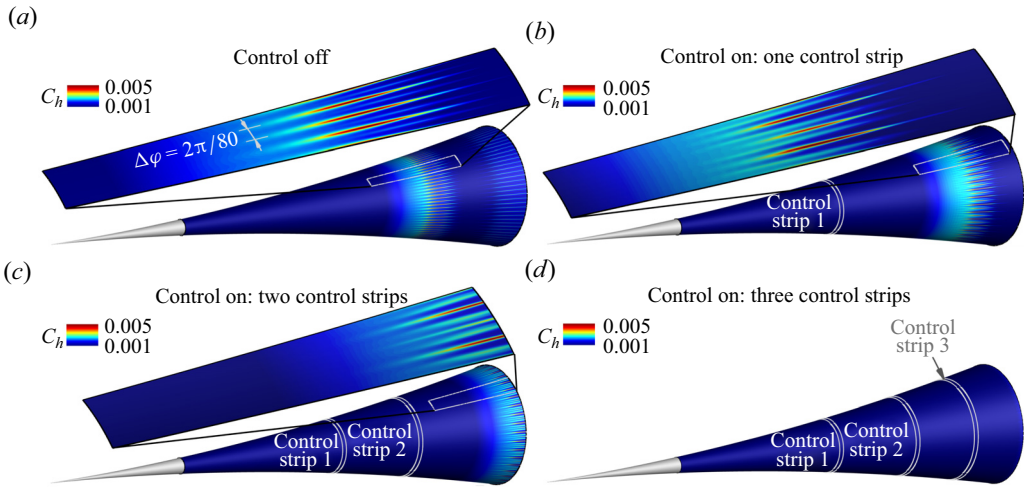 (a)
Control off
C_h
0.005
0.001
Δφ = 2π/80
(b)
Control on: one control strip
C_h
0.005
0.001
Control
strip 1
(c)
Control on: two control strips
C_h
0.005
0.001
Control
strip 1
Control
strip 2
(d)
Control on: three control strips
C_h
0.005
0.001
Control
strip 3
Control
strip 1
Control
strip 2